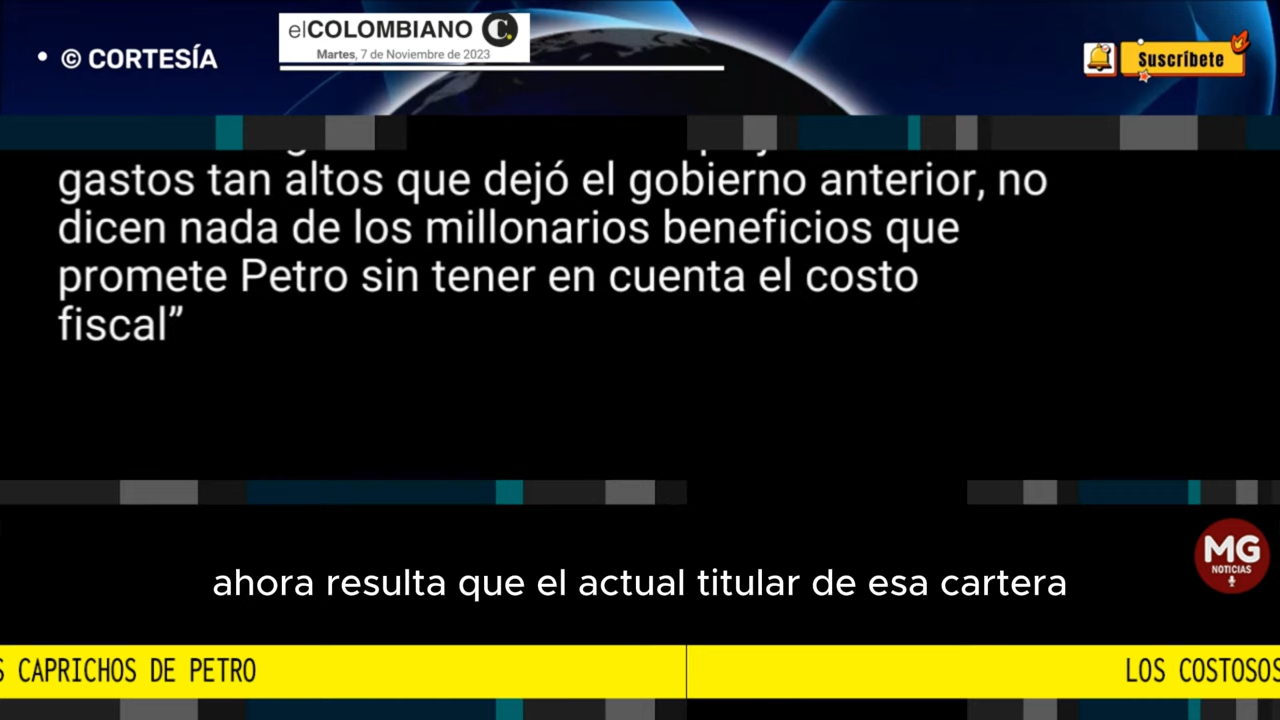 • © CORTESÍA
elCOLOMBIANO C.
Martes, 7 de Noviembre de 2023
Suscríbete
gastos tan altos que dejó el gobierno anterior, no
dicen nada de los millonarios beneficios que
promete Petro sin tener en cuenta el costo
fiscal”
MG
NOTICIAS
ahora resulta que el actual titular de esa cartera
S CAPRICHOS DE PETRO
LOS COSTOSOS